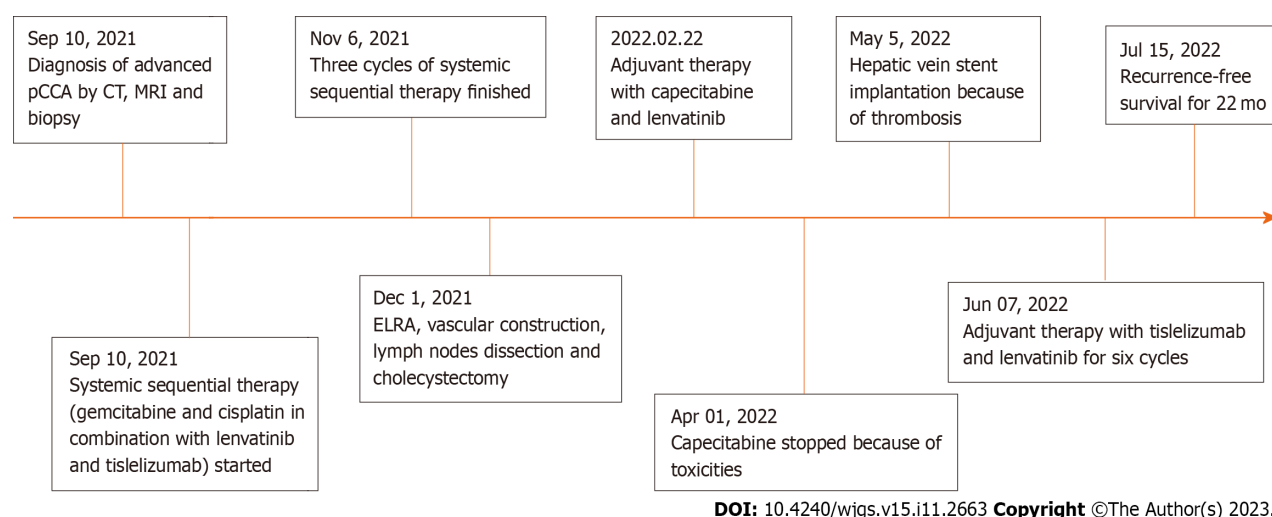 Sep 10, 2021
Diagnosis of advanced
pCCA by CT, MRI and
biopsy
Nov 6, 2021
Three cycles of systemic
sequential therapy finished
2022.02.22
Adjuvant therapy
with capecitabine
and lenvatinib
May 5, 2022
Hepatic vein stent
implantation because
of thrombosis
Jul 15, 2022
Recurrence-free
survival for 22 mo
Sep 10, 2021
Systemic sequential therapy
(gemcitabine and cisplatin in
combination with lenvatinib
and tislelizumab) started
Dec 1, 2021
ELRA, vascular construction,
lymph nodes dissection and
cholecystectomy
Apr 01, 2022
Capecitabine stopped because of
toxicities
Jun 07, 2022
Adjuvant therapy with tislelizumab
and lenvatinib for six cycles
DOI: 10.4240/wjgs.v15.i11.2663 Copyright ©The Author(s) 2023.